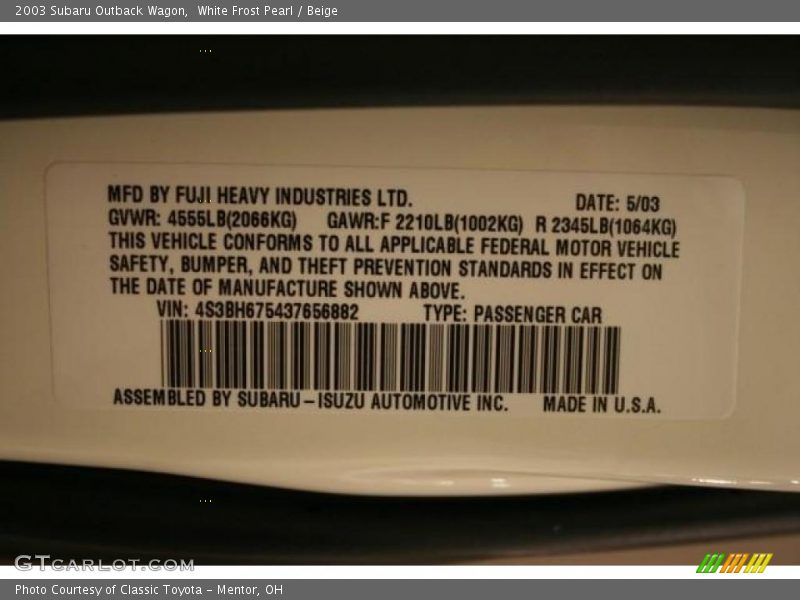 2003 Subaru Outback Wagon,  White Frost Pearl / Beige
MFD BY FUJI HEAVY INDUSTRIES LTD. DATE: 5/03
GVWR: 4555LB(2066KG) GAWR:F 2210LB(1002KG) R 2345LB(1064KG)
THIS VEHICLE CONFORMS TO ALL APPLICABLE FEDERAL MOTOR VEHICLE
SAFETY, BUMPER, AND THEFT PREVENTION STANDARDS IN EFFECT ON
THE DATE OF MANUFACTURE SHOWN ABOVE.
VIN: 4S3BH675437656882 TYPE: PASSENGER CAR
ASSEMBLED BY SUBARU-ISUZU AUTOMOTIVE INC. MADE IN U.S.A.
GTCARLOT.COM
Photo Courtesy of Classic Toyota - Mentor, OH